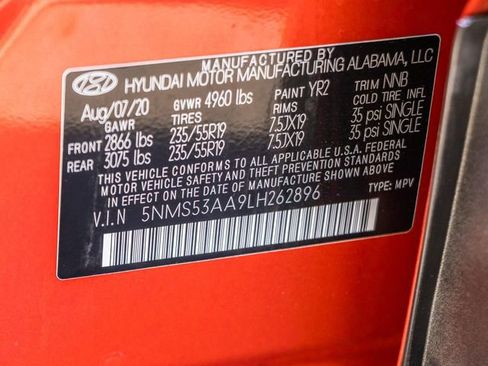 MANUFACTURED BY
HYUNDAI MOTOR MANUFACTURING ALABAMA, LLC
Aug/07/20 GVWR 4960 lbs PAINT YR2 TRIM NNB
GAWR TIRES RIMS COLD TIRE INFL
FRONT 2866 lbs 235/55R19 7.5JX19 35 psi SINGLE
REAR 3075 lbs 235/55R19 7.5JX19 35 psi SINGLE
THIS VEHICLE CONFORMS TO ALL APPLICABLE U.S.A. FEDERAL
MOTOR VEHICLE SAFETY AND THEFT PREVENTION STANDARDS
IN EFFECT ON THE DATE OF MANUFACTURE SHOWN ABOVE.
V.I.N 5NMS53AA9LH262896 TYPE: MPV